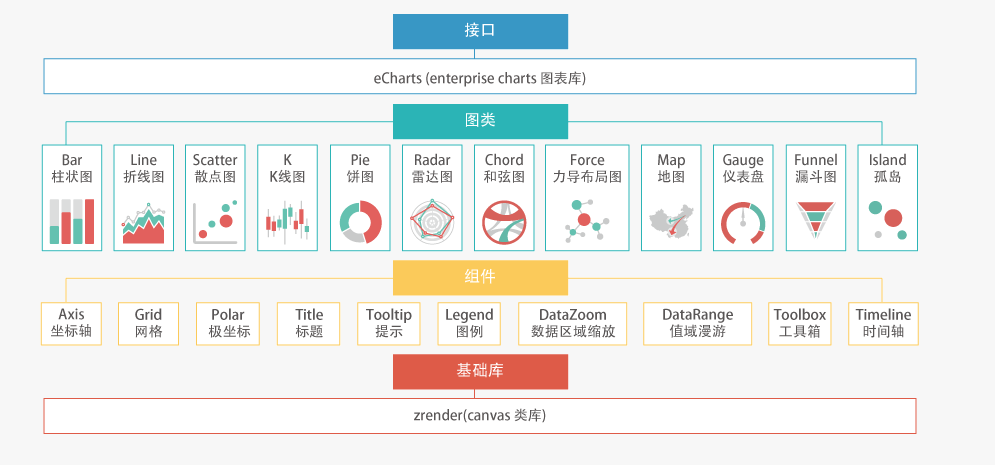 接口
eCharts (enterprise charts 图表库)
图类
Bar
柱状图
Line
折线图
Scatter
散点图
K
K线图
Pie
饼图
Radar
雷达图
Chord
和弦图
Force
力导布局图
Map
地图
Gauge
仪表盘
Funnel
漏斗图
Island
孤岛
组件
Axis
坐标轴
Grid
网格
Polar
极坐标
Title
标题
Tooltip
提示
Legend
图例
DataZoom
数据区域缩放
DataRange
值域漫游
Toolbox
工具箱
Timeline
时间轴
基础库
zrender(canvas 类库)